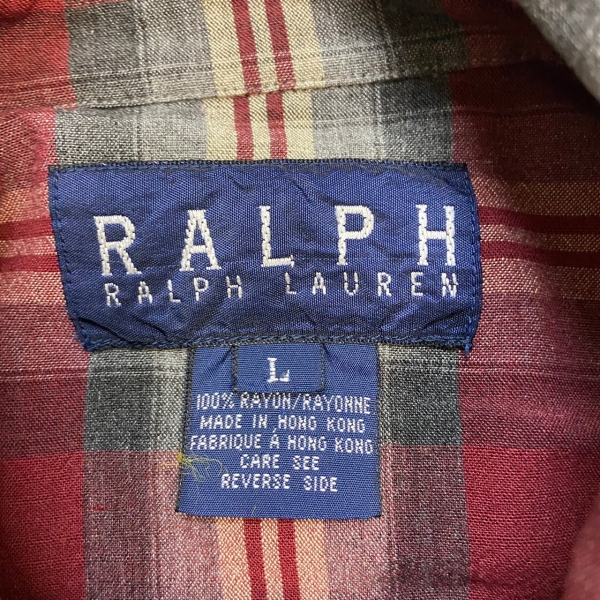 RALPH
RALPH LAUREN
L
100% RAYON/RAYONNE
MADE IN HONG KONG
FABRIQUE Á HONG KONG
CARE SEE
REVERSE SIDE